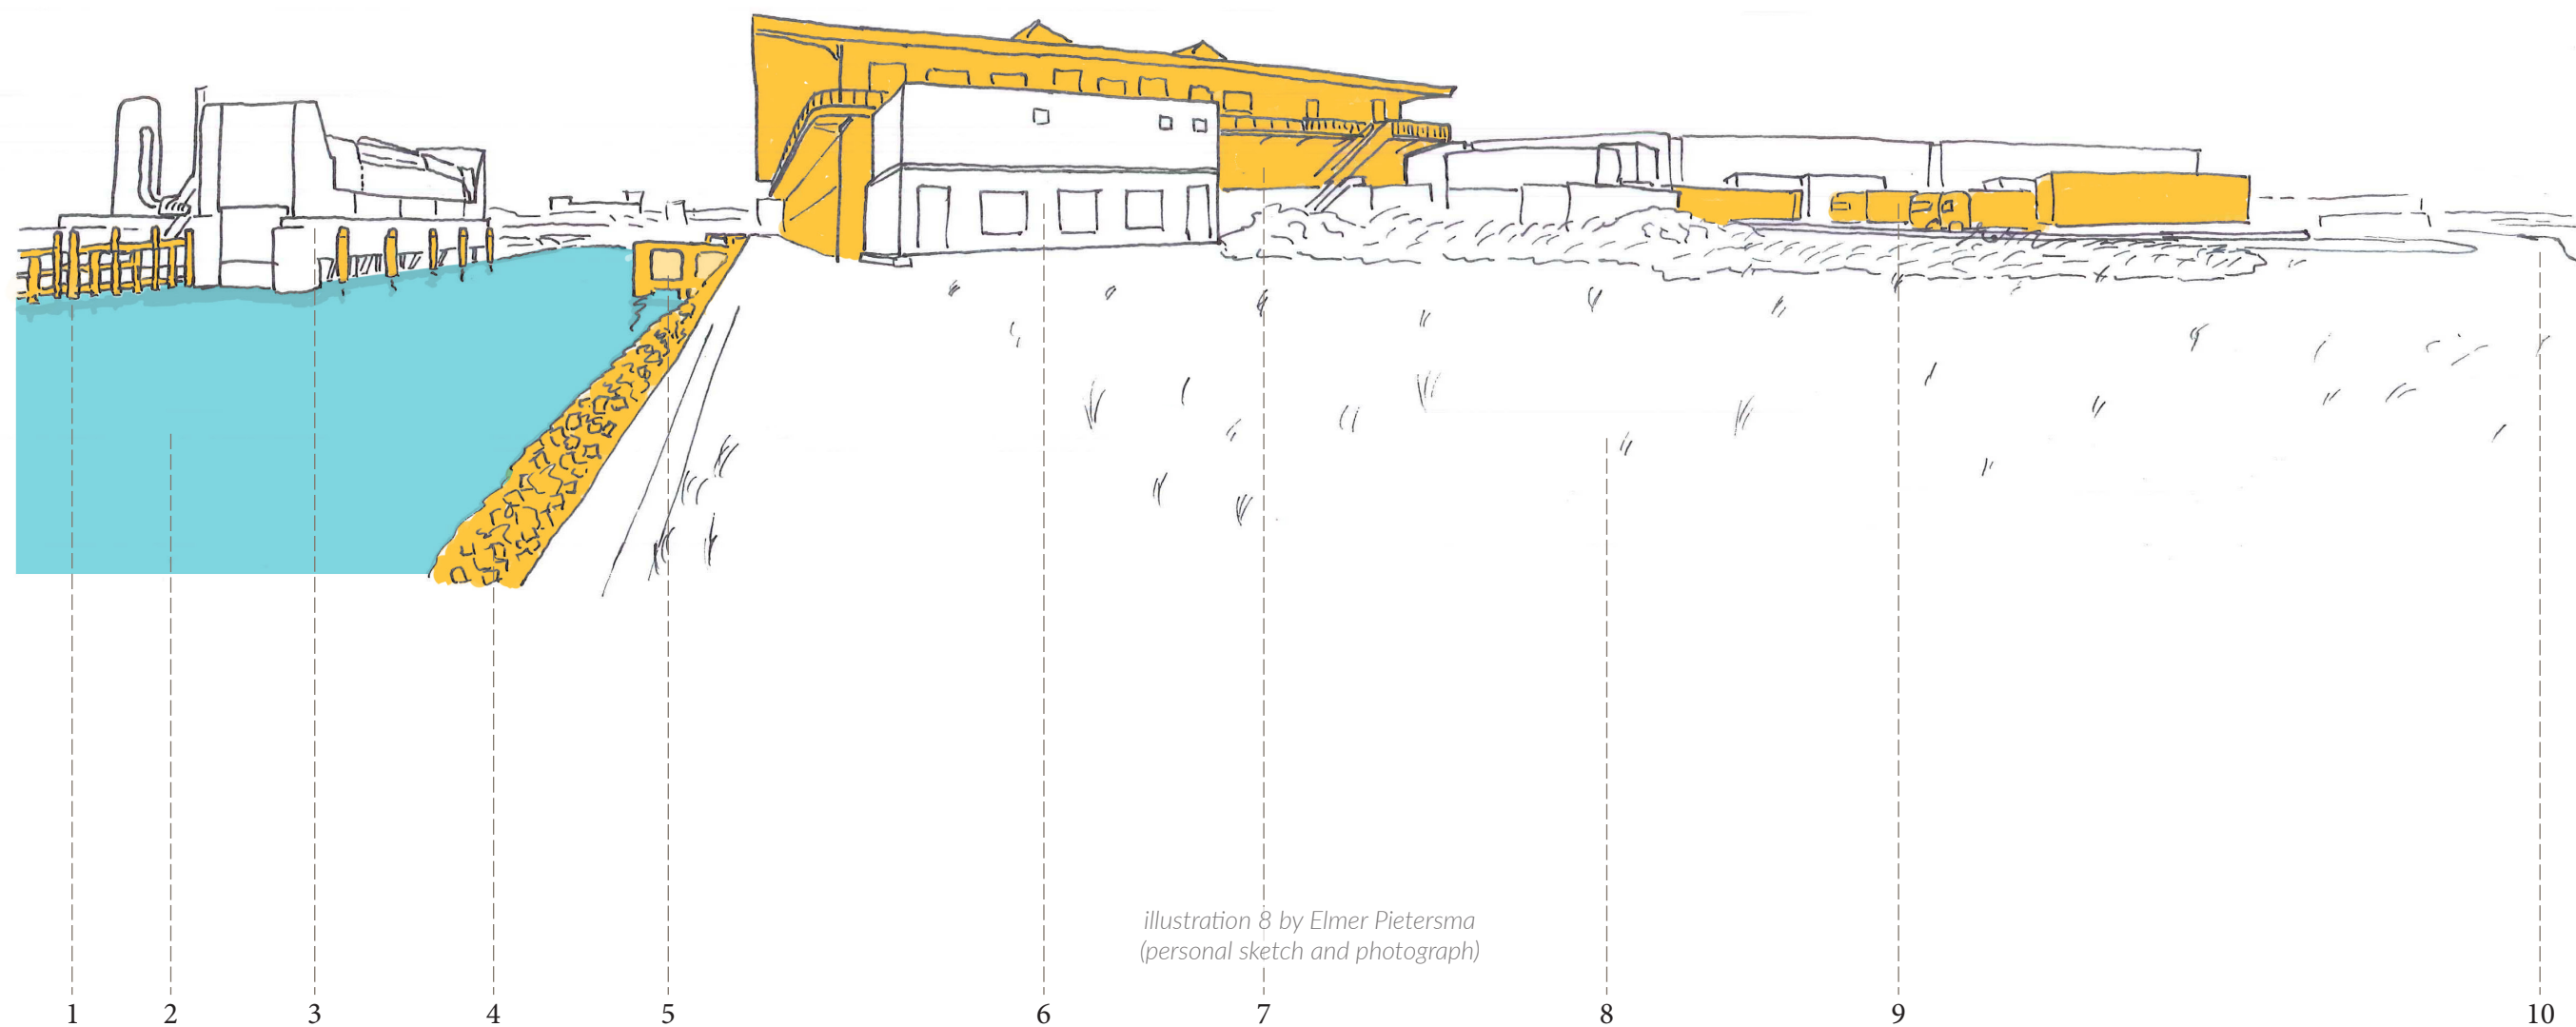 illustration 8 by Elmer Pietersma
(personal sketch and photograph)
1 2 3 4 5 6 7 8 9 10